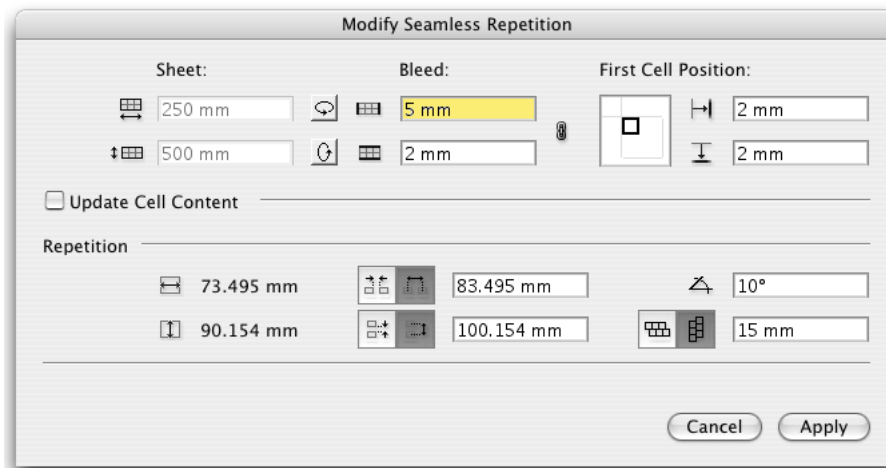 Modify Seamless Repetition
Sheet: Bleed: First Cell Position:
250 mm 5 mm 2 mm
500 mm 2 mm 2 mm
Update Cell Content
Repetition
73.495 mm 83.495 mm 10°
90.154 mm 100.154 mm 15 mm
Cancel Apply